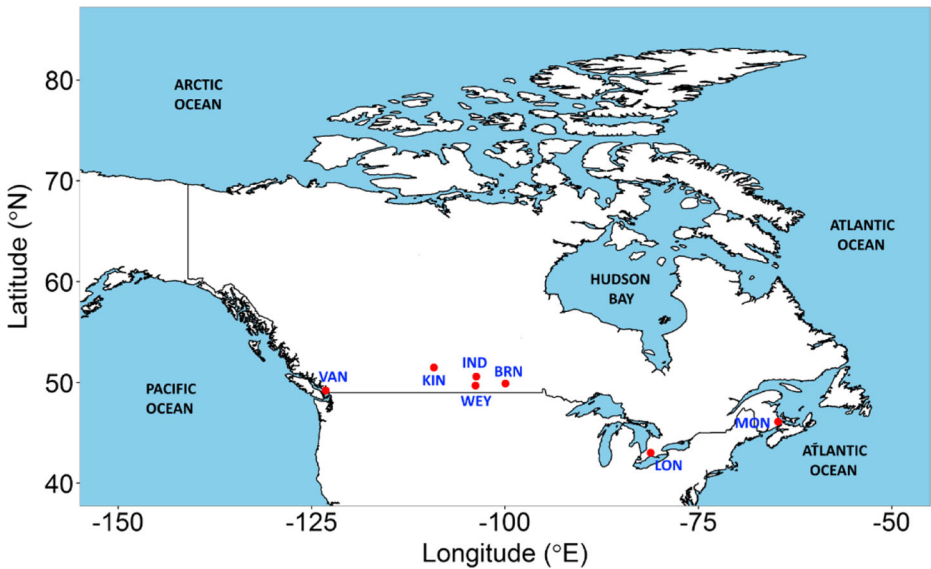 Latitude (°N)
80
70
60
50
40
ARCTIC
OCEAN
ATLANTIC
OCEAN
HUDSON
BAY
PACIFIC
OCEAN
VAN
KIN
IND
WEY
BRN
MON
LON
ATLANTIC
OCEAN
-150
-125
-100
-75
-50
Longitude (°E)